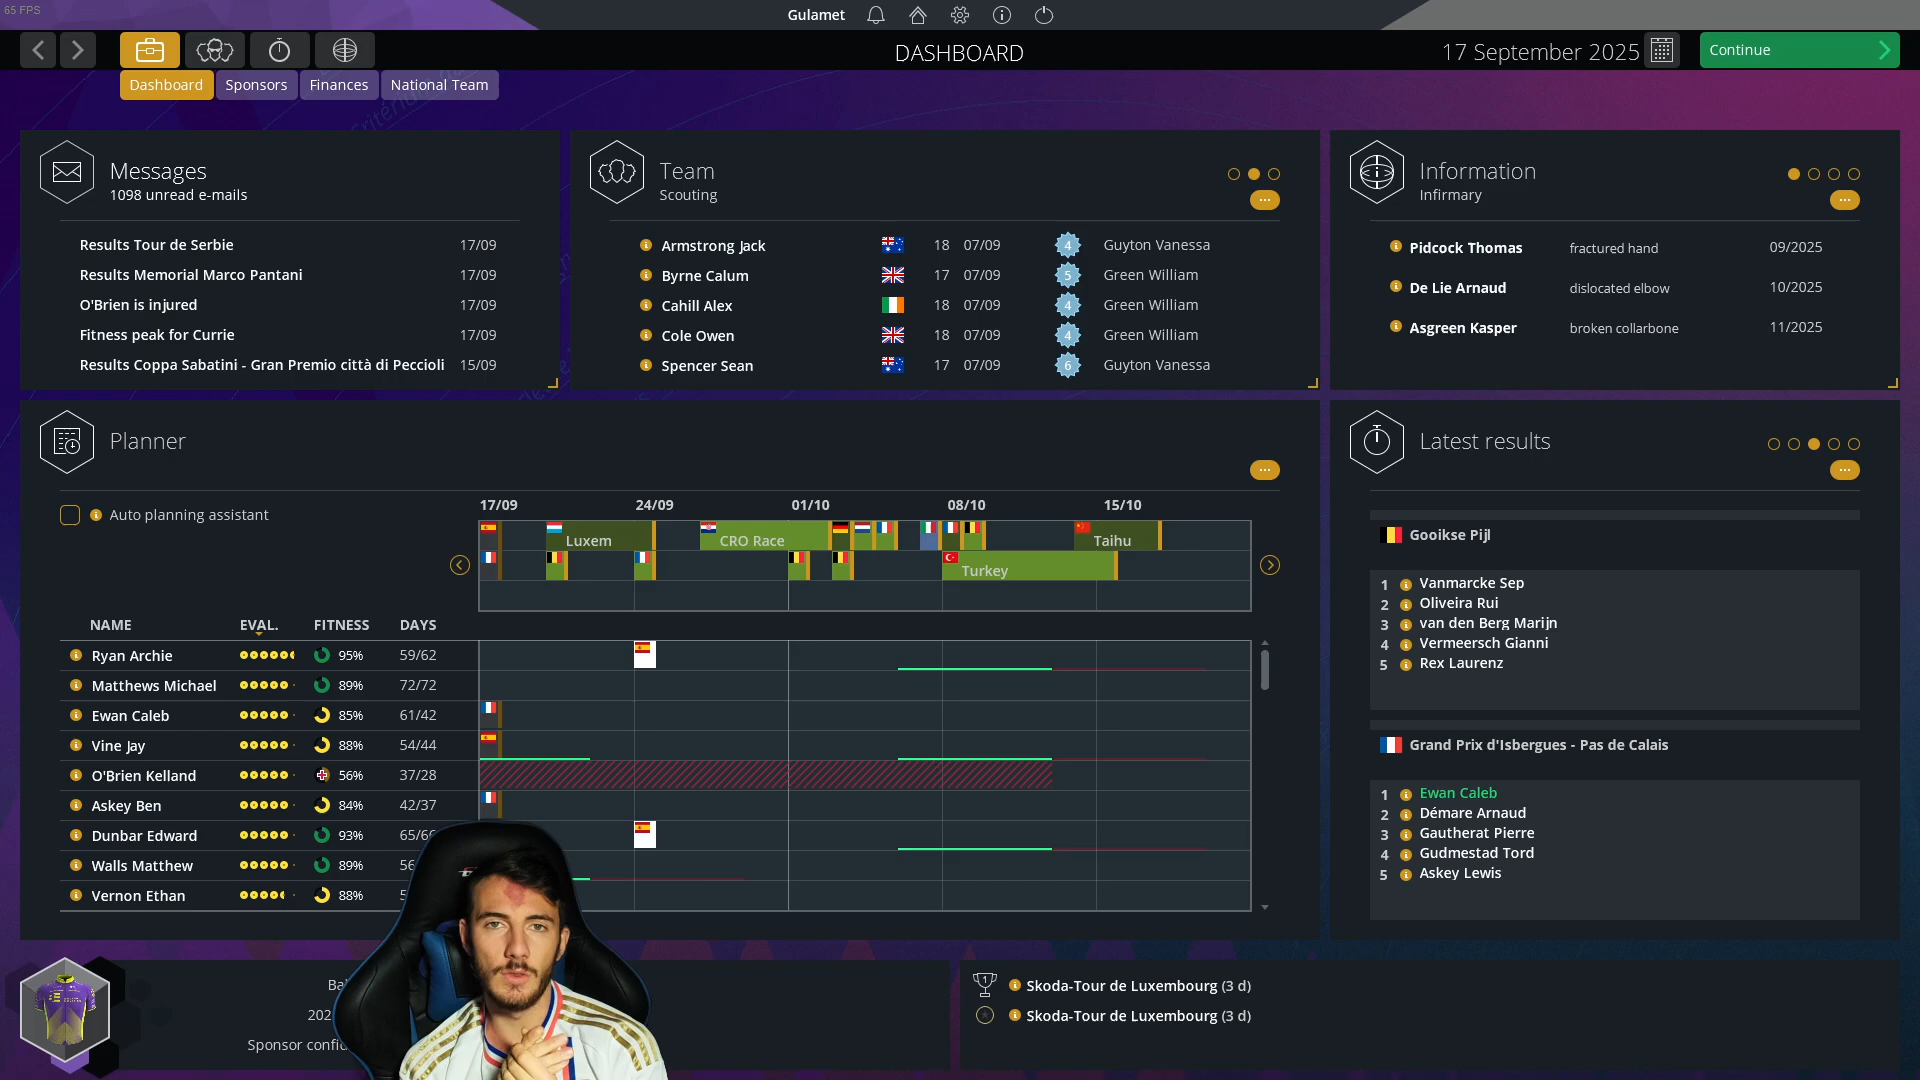 65 FPS
Gulamet
DASHBOARD
17 September 2025
Continue
Dashboard
Sponsors
Finances
National Team
Messages
1098 unread e-mails
Results Tour de Serbie 17/09
Results Memorial Marco Pantani 17/09
O'Brien is injured 17/09
Fitness peak for Currie 17/09
Results Coppa Sabatini - Gran Premio città di Peccioli 15/09
Team
Scouting
Armstrong Jack 18 07/09 4 Guyton Vanessa
Byrne Calum 17 07/09 5 Green William
Cahill Alex 18 07/09 4 Green William
Cole Owen 18 07/09 4 Green William
Spencer Sean 17 07/09 6 Guyton Vanessa
Information
Infirmary
Pidcock Thomas fractured hand 09/2025
De Lie Arnaud dislocated elbow 10/2025
Asgreen Kasper broken collarbone 11/2025
Planner
Auto planning assistant
17/09 24/09 01/10 08/10 15/10
Luxem CRO Race Taihu
Turkey
NAME EVAL. FITNESS DAYS
Ryan Archie 95% 59/62
Matthews Michael 89% 72/72
Ewan Caleb 85% 61/42
Vine Jay 88% 54/44
O'Brien Kelland 56% 37/28
Askey Ben 84% 42/37
Dunbar Edward 93% 65/66
Walls Matthew 89% 56
Vernon Ethan 88% 5
Latest results
Gooikse Pijl
1 Vanmarcke Sep
2 Oliveira Rui
3 van den Berg Marijn
4 Vermeersch Gianni
5 Rex Laurenz
Grand Prix d'Isbergues - Pas de Calais
1 Ewan Caleb
2 Démare Arnaud
3 Gautherat Pierre
4 Gudmestad Tord
5 Askey Lewis
Bal
202
Sponsor confi
Skoda-Tour de Luxembourg (3 d)
Skoda-Tour de Luxembourg (3 d)